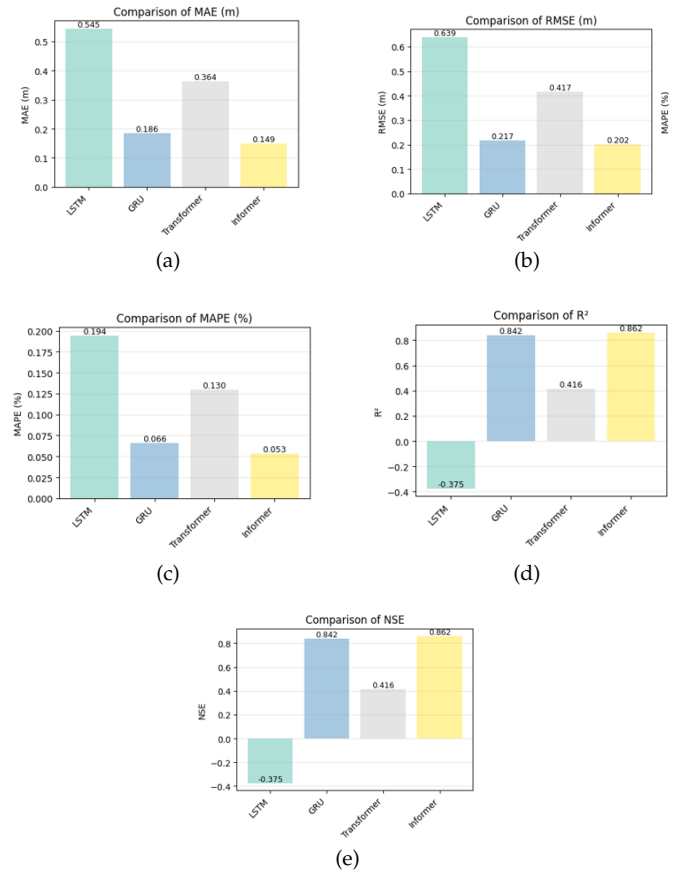 Comparison of MAE (m)
0.545
0.5
0.4
0.364
0.3
0.2
0.186
0.149
0.1
0.0
MAE (m)
LSTM
GRU
Transformer
Informer
(a)
Comparison of RMSE (m)
0.639
0.6
0.5
0.417
0.4
0.3
0.217
0.202
0.2
0.1
0.0
RMSE (m)
MAPE (%)
LSTM
GRU
Transformer
Informer
(b)
Comparison of MAPE (%)
0.200
0.194
0.175
0.150
0.130
0.125
0.100
0.075
0.066
0.053
0.050
0.025
0.000
MAPE (%)
LSTM
GRU
Transformer
Informer
(c)
Comparison of R²
0.862
0.842
0.8
0.6
0.416
0.4
0.2
0.0
−0.2
-0.375
−0.4
R²
LSTM
GRU
Transformer
Informer
(d)
Comparison of NSE
0.862
0.842
0.8
0.6
0.416
0.4
0.2
0.0
−0.2
-0.375
−0.4
NSE
LSTM
GRU
Transformer
Informer
(e)